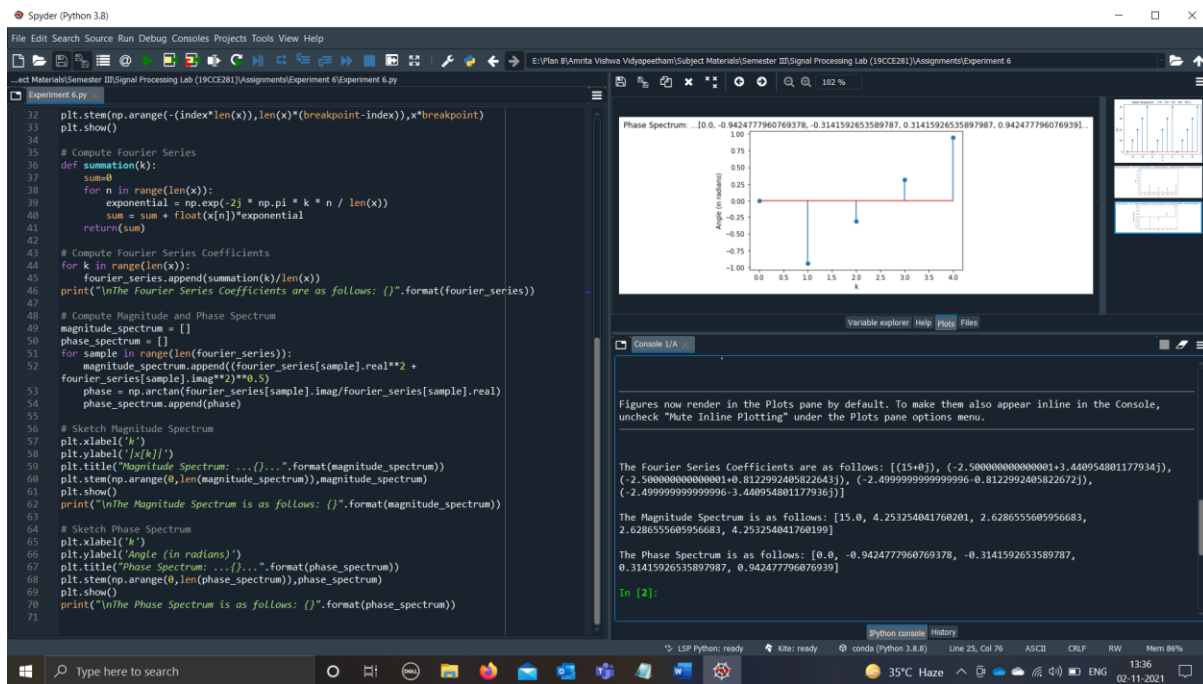 Spyder (Python 3.8)
File Edit Search Source Run Debug Consoles Projects Tools View Help
E:\Plan B\Amrita Vishwa Vidyapeetham\Subject Materials\Semester III\Signal Processing Lab (19CCE281)\Assignments\Experiment 6
...ect Materials\Semester III\Signal Processing Lab (19CCE281)\Assignments\Experiment 6\Experiment 6.py
Experiment 6.py
32 plt.stem(np.arange(-(index*len(x)),len(x)*(breakpoint-index)),x*breakpoint)
33 plt.show()
34
35 # Compute Fourier Series
36 def summation(k):
37 sum=0
38 for n in range(len(x)):
39 exponential = np.exp(-2j * np.pi * k * n / len(x))
40 sum = sum + float(x[n])*exponential
41 return(sum)
42
43 # Compute Fourier Series Coefficients
44 for k in range(len(x)):
45 fourier_series.append(summation(k)/len(x))
46 print("\nThe Fourier Series Coefficients are as follows: {}".format(fourier_series))
47
48 # Compute Magnitude and Phase Spectrum
49 magnitude_spectrum = []
50 phase_spectrum = []
51 for sample in range(len(fourier_series)):
52 magnitude_spectrum.append((fourier_series[sample].real**2 +
fourier_series[sample].imag**2)**0.5)
53 phase = np.arctan(fourier_series[sample].imag/fourier_series[sample].real)
54 phase_spectrum.append(phase)
55
56 # Sketch Magnitude Spectrum
57 plt.xlabel('k')
58 plt.ylabel('|x[k]|')
59 plt.title("Magnitude Spectrum: ...{}...".format(magnitude_spectrum))
60 plt.stem(np.arange(0,len(magnitude_spectrum)),magnitude_spectrum)
61 plt.show()
62 print("\nThe Magnitude Spectrum is as follows: {}".format(magnitude_spectrum))
63
64 # Sketch Phase Spectrum
65 plt.xlabel('k')
66 plt.ylabel('Angle (in radians)')
67 plt.title("Phase Spectrum: ...{}...".format(phase_spectrum))
68 plt.stem(np.arange(0,len(phase_spectrum)),phase_spectrum)
69 plt.show()
70 print("\nThe Phase Spectrum is as follows: {}".format(phase_spectrum))
71
102 %
Phase Spectrum: ...[0.0, -0.9424777960769378, -0.3141592653589787, 0.31415926535897987, 0.942477796076939]...
1.00
0.75
0.50
0.25
0.00
−0.25
−0.50
−0.75
−1.00
Angle (in radians)
0.0 0.5 1.0 1.5 2.0 2.5 3.0 3.5 4.0
k
Variable explorer Help Plots Files
Console 1/A
Figures now render in the Plots pane by default. To make them also appear inline in the Console,
uncheck "Mute Inline Plotting" under the Plots pane options menu.
The Fourier Series Coefficients are as follows: [(15+0j), (-2.500000000000001+3.440954801177934j),
(-2.500000000000001+0.8122992405822643j), (-2.4999999999999996-0.8122992405822672j),
(-2.499999999999996-3.440954801177936j)]
The Magnitude Spectrum is as follows: [15.0, 4.253254041760201, 2.6286555605956683,
2.6286555605956683, 4.253254041760199]
The Phase Spectrum is as follows: [0.0, -0.9424777960769378, -0.3141592653589787,
0.31415926535897987, 0.942477796076939]
In [2]:
IPython console History
LSP Python: ready Kite: ready conda (Python 3.8.8) Line 25, Col 76 ASCII CRLF RW Mem 86%
Type here to search
DELL
35°C Haze
ENG
13:36
02-11-2021